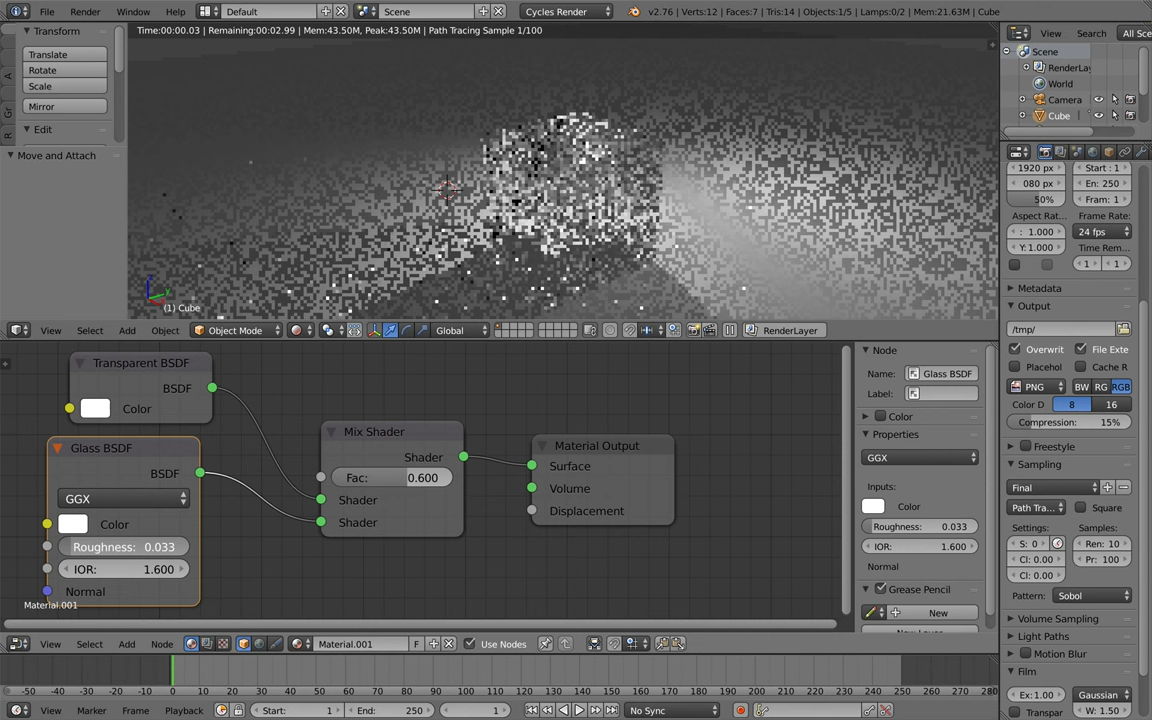 File Render Window Help Default Scene Cycles Render v2.76 | Verts:12 | Faces:7 | Tris:14 | Objects:1/5 | Lamps:0/2 | Mem:21.63M | Cube
Time:00:00.03 | Remaining:00:02.99 | Mem:43.50M, Peak:43.50M | Path Tracing Sample 1/100
Transform
Translate
Rotate
Scale
Mirror
Edit
Move and Attach
A
Gr
R
(1) Cube
View Select Add Object Object Mode Global RenderLayer
View Search All Sce
Scene
RenderLay
World
Camera
Cube
Transparent BSDF
BSDF
Color
Glass BSDF
BSDF
GGX
Color
Roughness: 0.033
IOR: 1.600
Normal
Material.001
Mix Shader
Shader
Fac: 0.600
Shader
Shader
Material Output
Surface
Volume
Displacement
Node
Name: Glass BSDF
Label:
Color
Properties
GGX
Inputs:
Color
Roughness: 0.033
IOR: 1.600
Normal
Grease Pencil
New
View Select Add Node Material.001 F Use Nodes
1920 px Start : 1
080 px En: 250
50% Fram: 1
Aspect Rat... Frame Rate:
: 1.000 24 fps
Y: 1.000 Time Rem...
1 1
Metadata
Output
/tmp/
Overwrit File Exte
Placehol Cache R
PNG BW RG RGB
Color D 8 16
Compression: 15%
Freestyle
Sampling
Final
Path Tra... Square
Settings: Samples:
S: 0 Ren: 10
Cl: 0.00 Pr: 100
Cl: 0.00
Pattern: Sobol
Volume Sampling
Light Paths
Motion Blur
Film
Ex: 1.00 Gaussian
Transpar W: 1.50
-50 -40 -30 -20 -10 0 10 20 30 40 50 60 70 80 90 100 110 120 130 140 150 160 170 180 190 200 210 220 230 240 250 260 270 280
View Marker Frame Playback Start: 1 End: 250 1 No Sync